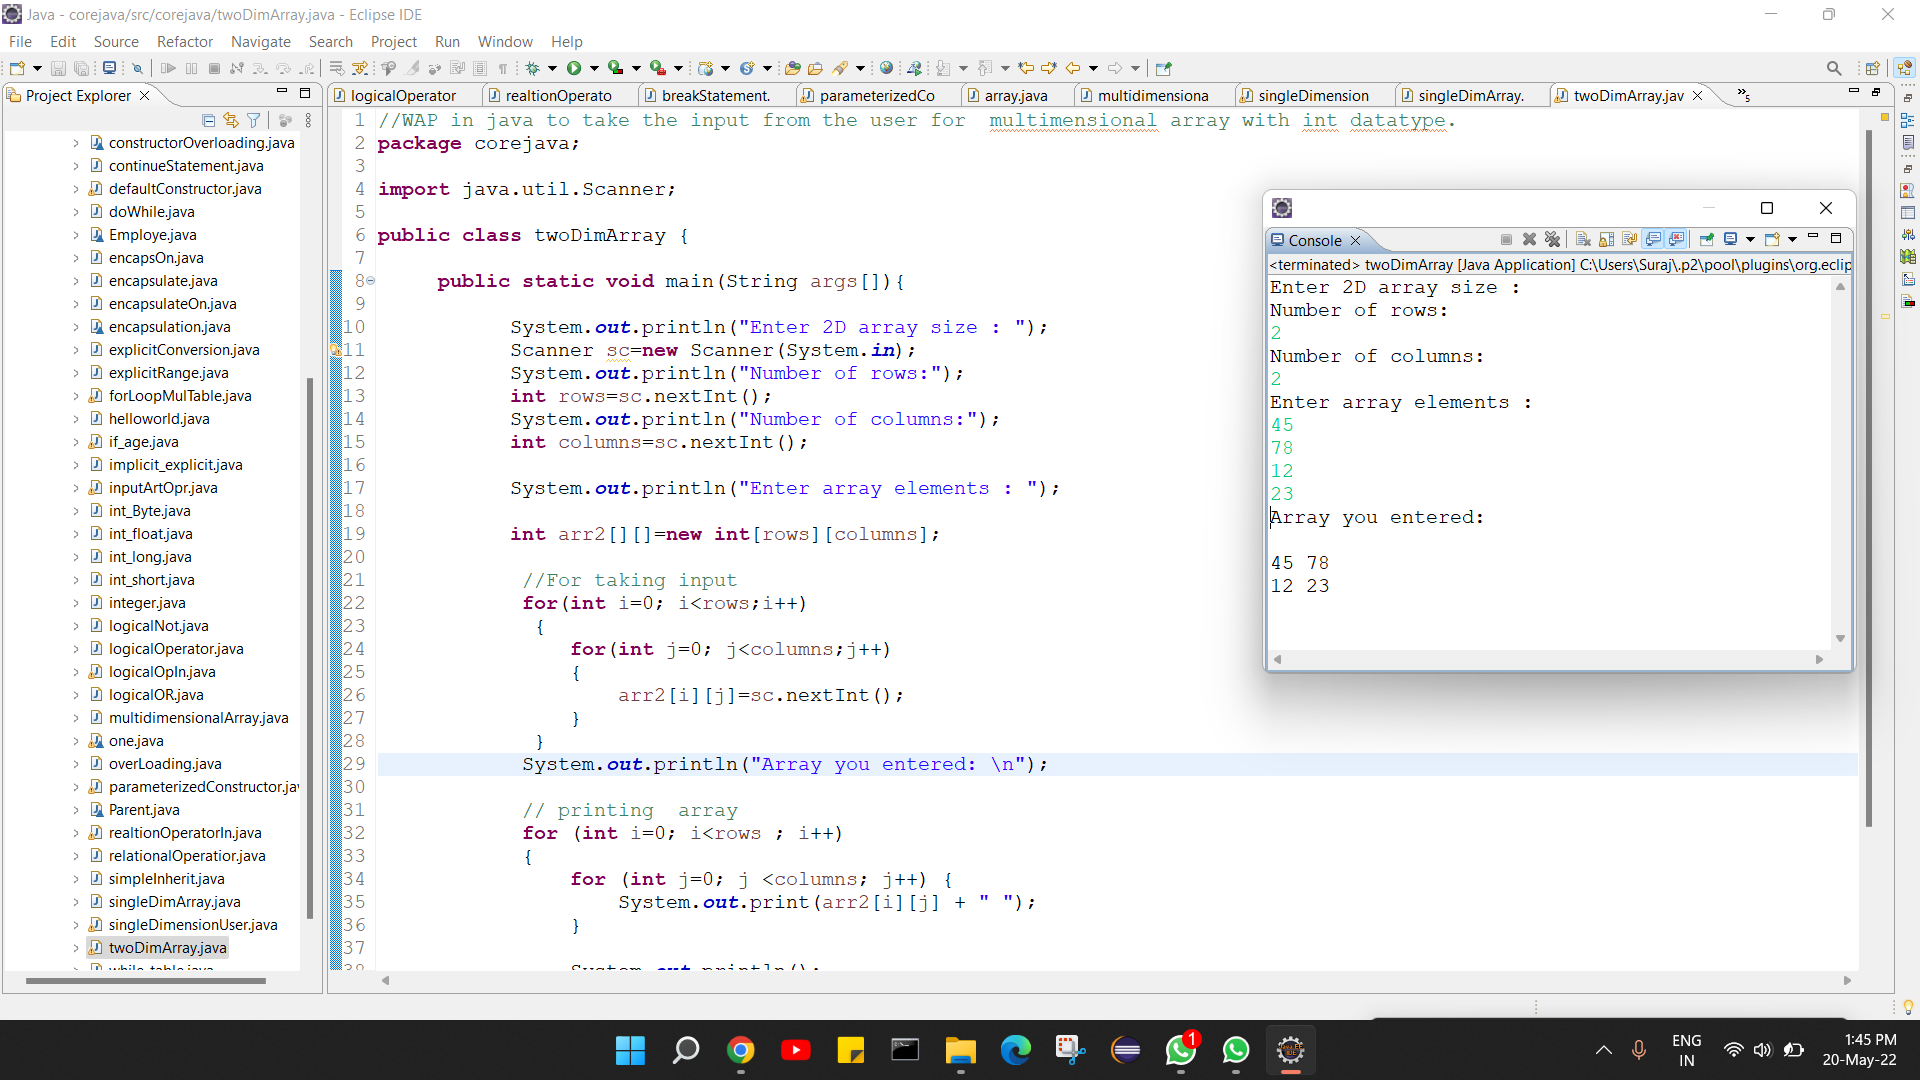 Java - corejava/src/corejava/twoDimArray.java - Eclipse IDE
File Edit Source Refactor Navigate Search Project Run Window Help
Project Explorer
constructorOverloading.java
continueStatement.java
defaultConstructor.java
doWhile.java
Employe.java
encapsOn.java
encapsulate.java
encapsulateOn.java
encapsulation.java
explicitConversion.java
explicitRange.java
forLoopMulTable.java
helloworld.java
if_age.java
implicit_explicit.java
inputArtOpr.java
int_Byte.java
int_float.java
int_long.java
int_short.java
integer.java
logicalNot.java
logicalOperator.java
logicalOpIn.java
logicalOR.java
multidimensionalArray.java
one.java
overLoading.java
parameterizedConstructor.ja
Parent.java
realtionOperatorIn.java
relationalOperatior.java
simpleInherit.java
singleDimArray.java
singleDimensionUser.java
twoDimArray.java
logicalOperator realtionOperato breakStatement. parameterizedCo array.java multidimensiona singleDimension singleDimArray. twoDimArray.jav »5
1 //WAP in java to take the input from the user for  multimensional array with int datatype.
2 package corejava;
3
4 import java.util.Scanner;
5
6 public class twoDimArray {
7
8 public static void main(String args[]){
9
10 System.out.println("Enter 2D array size : ");
11 Scanner sc=new Scanner(System.in);
12 System.out.println("Number of rows:");
13 int rows=sc.nextInt();
14 System.out.println("Number of columns:");
15 int columns=sc.nextInt();
16
17 System.out.println("Enter array elements : ");
18
19 int arr2[][]=new int[rows][columns];
20
21 //For taking input
22 for(int i=0; i<rows;i++)
23 {
24 for(int j=0; j<columns;j++)
25 {
26 arr2[i][j]=sc.nextInt();
27 }
28 }
29 System.out.println("Array you entered: \n");
30
31 // printing  array
32 for (int i=0; i<rows ; i++)
33 {
34 for (int j=0; j <columns; j++) {
35 System.out.print(arr2[i][j] + " ");
36 }
37
38 System.out.println();
Console
<terminated> twoDimArray [Java Application] C:\Users\Suraj\.p2\pool\plugins\org.eclip
Enter 2D array size :
Number of rows:
2
Number of columns:
2
Enter array elements :
45
78
12
23
Array you entered:
45 78
12 23
1
ENG
IN
1:45 PM
20-May-22